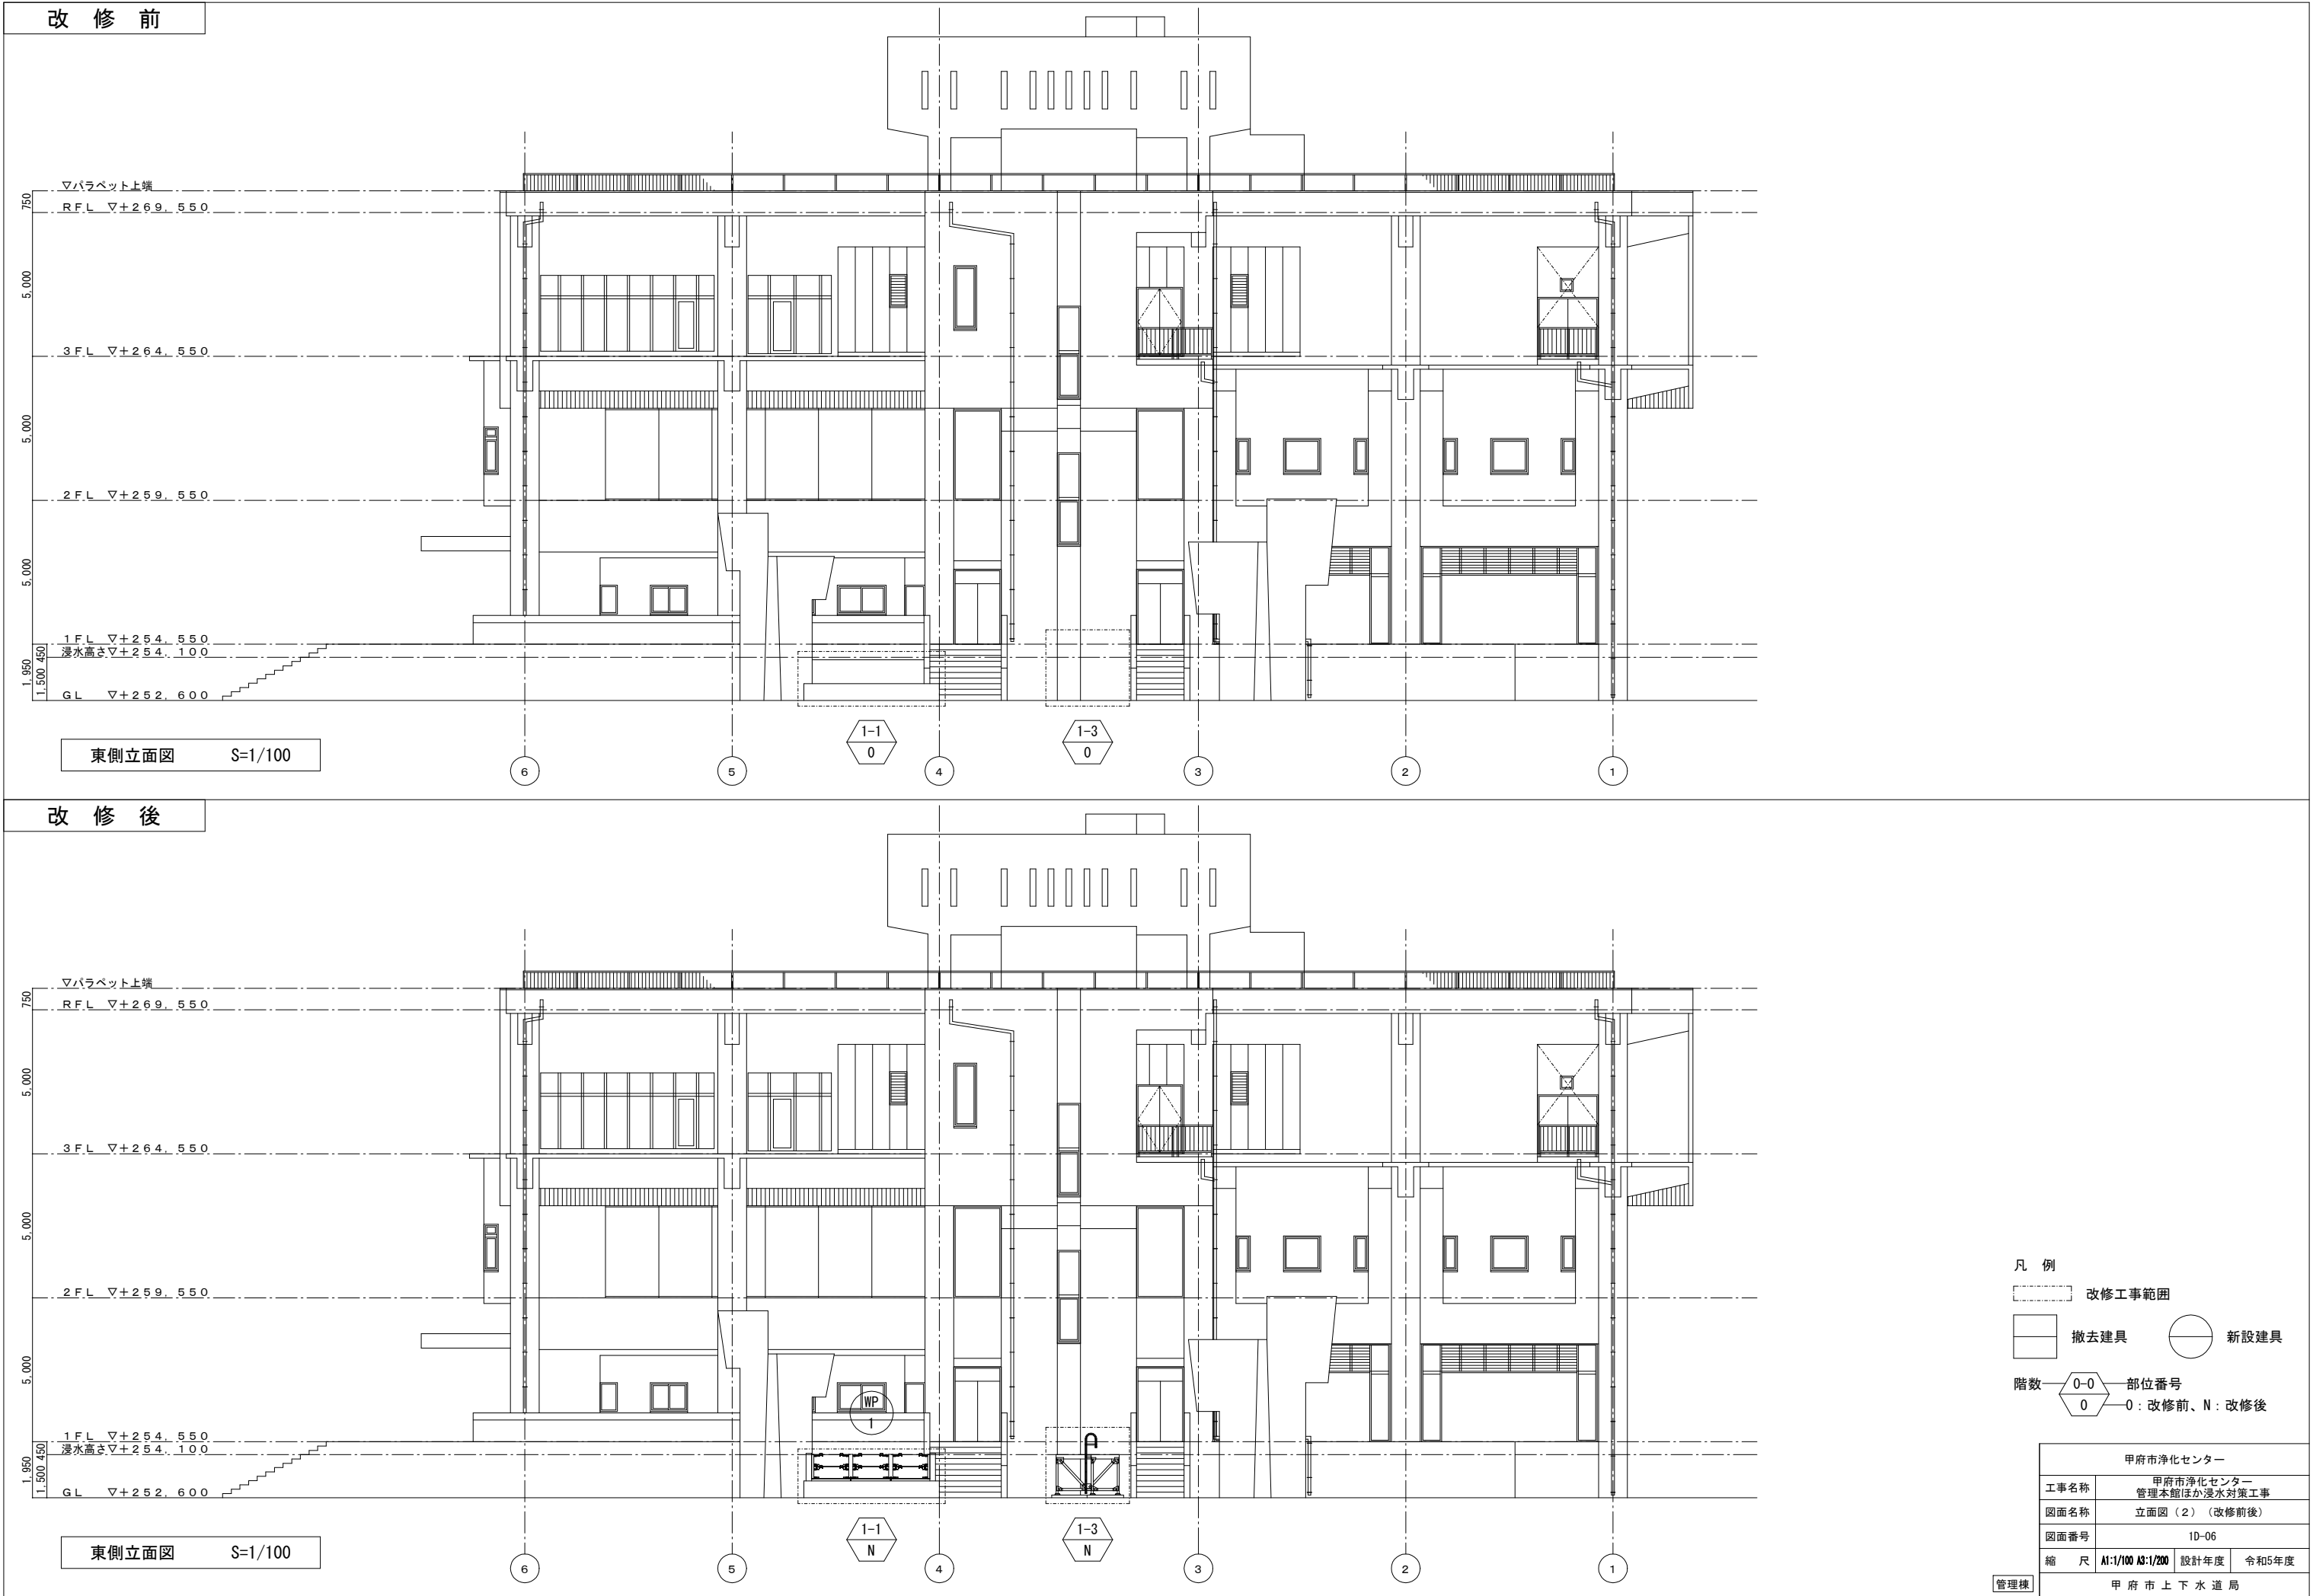 改修前
▽パラペット上端
RFL ▽+269,550
3FL ▽+264,550
2FL ▽+259,550
1FL ▽+254,550
浸水高さ▽+254,100
GL ▽+252,600
750
5,000
5,000
5,000
1,950
1,500 450
1-1
0
1-3
0
東側立面図 S=1/100
6 5 4 3 2 1
改修後
▽パラペット上端
RFL ▽+269,550
3FL ▽+264,550
2FL ▽+259,550
1FL ▽+254,550
浸水高さ▽+254,100
GL ▽+252,600
750
5,000
5,000
5,000
1,950
1,500 450
WP
1
1-1
N
1-3
N
東側立面図 S=1/100
6 5 4 3 2 1
凡 例
改修工事範囲
撤去建具 新設建具
階数 0-0 部位番号
0 0:改修前、N:改修後
甲府市浄化センター
工事名称 甲府市浄化センター
管理本館ほか浸水対策工事
図面名称 立面図(2)(改修前後)
図面番号 1D-06
縮尺 A1:1/100 A3:1/200 設計年度 令和5年度
管理棟 甲府市上下水道局